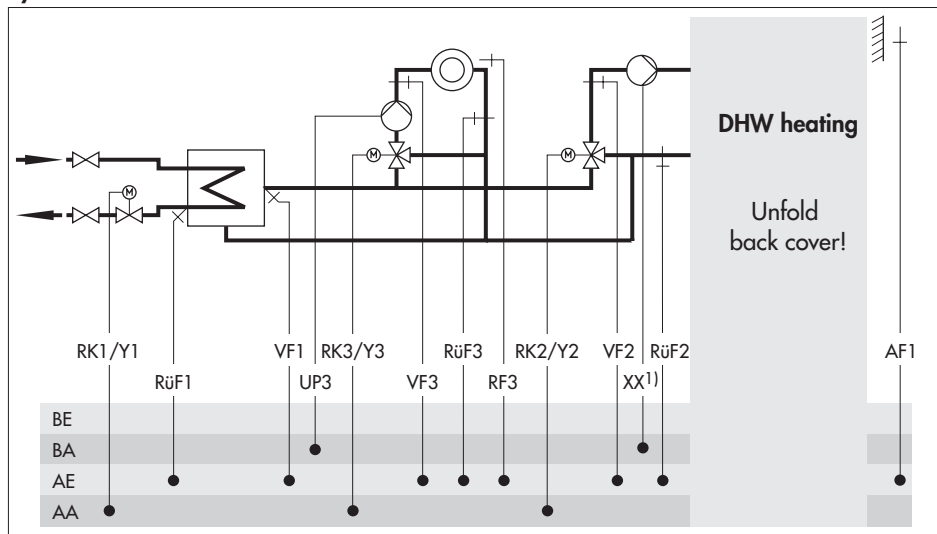 M
M
M
DHW heating
Unfold
back cover!
RK1/Y1 VF1 RK3/Y3 RüF3 RK2/Y2 VF2 RüF2 AF1
RüF1 UP3 VF3 RF3 XX1)
BE
BA
AE
AA